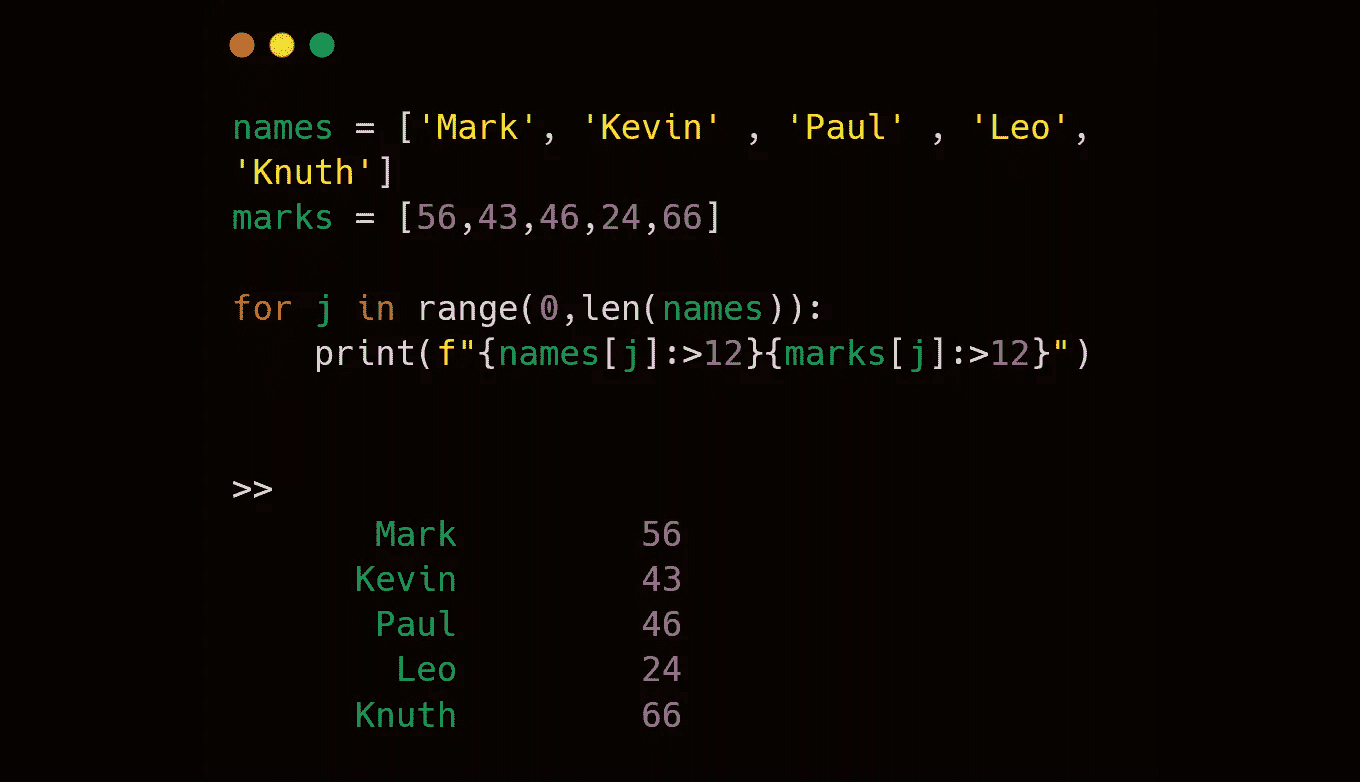 names = ['Mark', 'Kevin' , 'Paul' , 'Leo',
'Knuth']
marks = [56,43,46,24,66]
for j in range(0,len(names)):
    print(f"{names[j]:>12}{marks[j]:>12}")
>>
       Mark         56
      Kevin         43
       Paul         46
        Leo         24
      Knuth         66